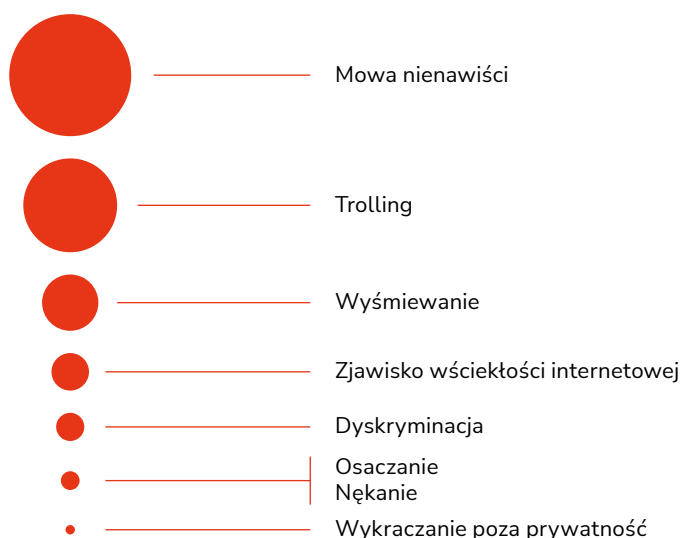 Mowa nienawiści
Trolling
Wyśmiewanie
Zjawisko wściekłości internetowej
Dyskryminacja
Osaczanie
Nękanie
Wykraczanie poza prywatność